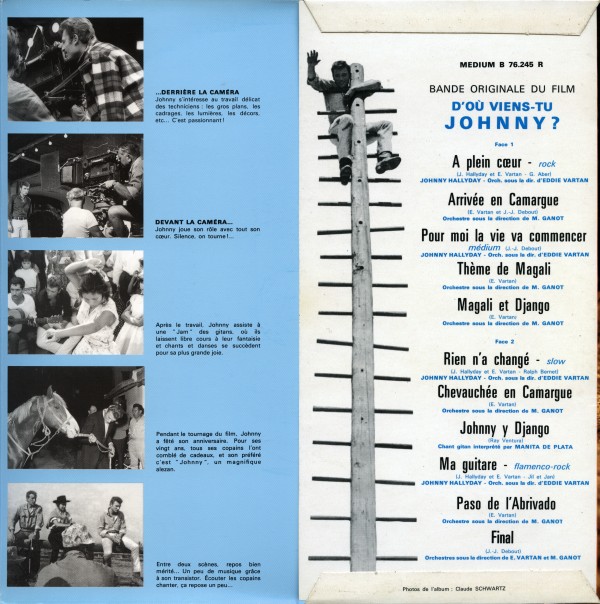 ...DERRIÈRE LA CAMÉRA
Johnny s'intéresse au travail délicat
des techniciens : les gros plans, les
cadrages, les lumières, les décors,
etc... C'est passionnant !
DEVANT LA CAMÉRA...
Johnny joue son rôle avec tout son
cœur. Silence, on tourne !...
Après le travail, Johnny assiste à
une "Jam" des gitans, où ils
laissent libre cours à leur fantaisie
et chants et danses se succèdent
pour sa plus grande joie.
Pendant le tournage du film, Johnny
a fêté son anniversaire. Pour ses
vingt ans, tous ses copains l'ont
comblé de cadeaux, et son préféré
c'est "Johnny", un magnifique
alezan.
Entre deux scènes, repos bien
mérité... Un peu de musique grâce
à son transistor. Écouter les copains
chanter, ça repose un peu...
MEDIUM B 76.245 R
BANDE ORIGINALE DU FILM
D'OÙ VIENS-TU
JOHNNY ?
Face 1
A plein cœur - rock
(J. Hallyday et E. Vartan - G. Aber)
JOHNNY HALLYDAY - Orch. sous la dir. d'EDDIE VARTAN
Arrivée en Camargue
(E. Vartan et J.-J. Debout)
Orchestre sous la direction de M. GANOT
Pour moi la vie va commencer
médium (J.-J. Debout)
JOHNNY HALLYDAY - Orch. sous la dir. d'EDDIE VARTAN
Thème de Magali
(E. Vartan)
Orchestre sous la direction de M. GANOT
Magali et Django
(E. Vartan)
Orchestre sous la direction de M. GANOT
Face 2
Rien n'a changé - slow
(J. Hallyday et E. Vartan - Ralph Bernet)
JOHNNY HALLYDAY - Orch. sous la dir. d'EDDIE VARTAN
Chevauchée en Camargue
(E. Vartan)
Orchestre sous la direction de M. GANOT
Johnny y Django
(Ray Ventura)
Chant gitan interprété par MANITA DE PLATA
Ma guitare - flamenco-rock
(J. Hallyday et E. Vartan - Jil et Jan)
JOHNNY HALLYDAY - Orch. sous la dir. d'EDDIE VARTAN
Paso de l'Abrivado
(E. Vartan)
Orchestre sous la direction de M. GANOT
Final
(J.-J. Debout)
Orchestres sous la direction de E. VARTAN et M. GANOT
Photos de l'album : Claude SCHWARTZ